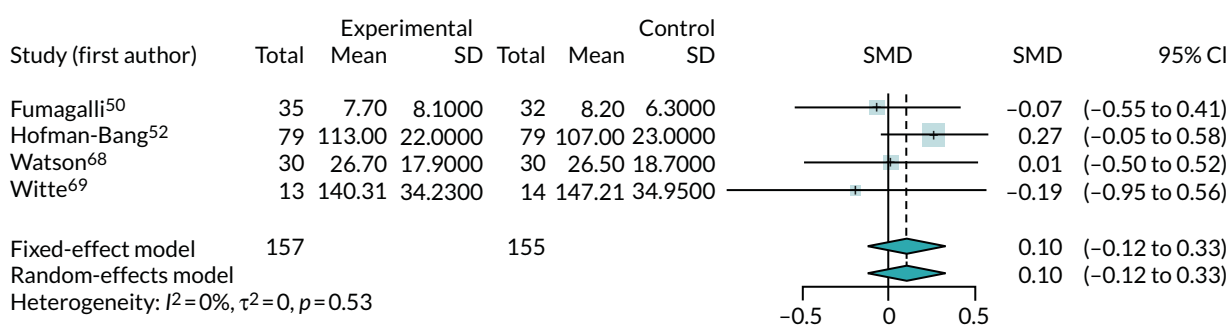 Experimental Control
Study (first author) Total Mean SD Total Mean SD SMD SMD 95% CI
Fumagalli50 35 7.70 8.1000 32 8.20 6.3000 –0.07 (–0.55 to 0.41)
Hofman-Bang52 79 113.00 22.0000 79 107.00 23.0000 0.27 (–0.05 to 0.58)
Watson68 30 26.70 17.9000 30 26.50 18.7000 0.01 (–0.50 to 0.52)
Witte69 13 140.31 34.2300 14 147.21 34.9500 –0.19 (–0.95 to 0.56)
Fixed-effect model 157 155 0.10 (–0.12 to 0.33)
Random-effects model 0.10 (–0.12 to 0.33)
Heterogeneity: I2=0%, τ2=0, p=0.53
–0.5 0 0.5